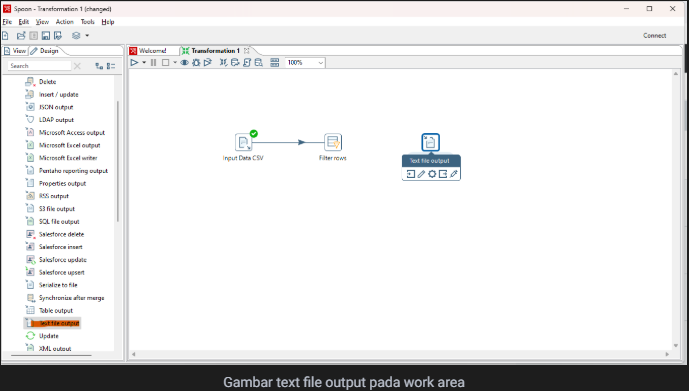 Spoon - Transformation 1 (changed)
File Edit View Action Tools Help
Connect
View Design
Welcome! Transformation 1
Search
100%
Delete
Insert / update
JSON output
LDAP output
Microsoft Access output
Microsoft Excel output
Microsoft Excel writer
Pentaho reporting output
Properties output
RSS output
S3 file output
SQL file output
Salesforce delete
Salesforce insert
Salesforce update
Salesforce upsert
Serialize to file
Synchronize after merge
Table output
Text file output
Update
XML output
Input Data CSV
Filter rows
Text file output
Gambar text file output pada work area